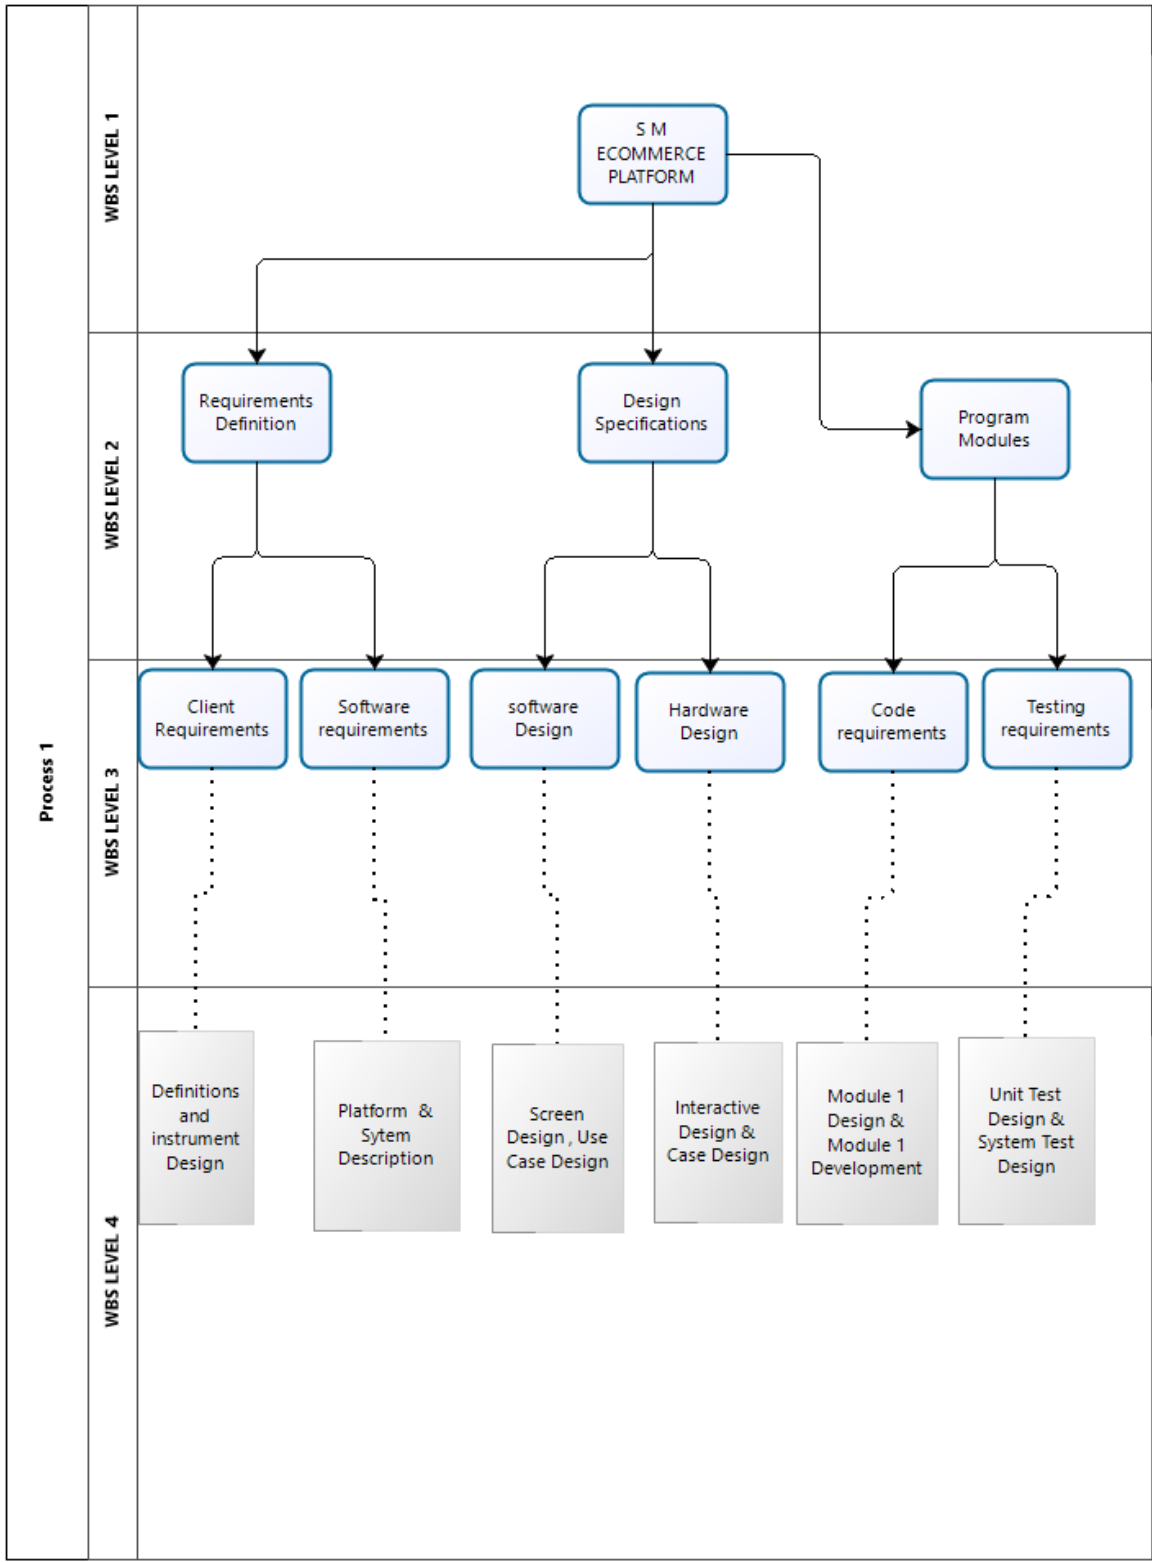 Process 1
WBS LEVEL 1
S M
ECOMMERCE
PLATFORM
WBS LEVEL 2
Requirements
Definition
Design
Specifications
Program
Modules
WBS LEVEL 3
Client
Requirements
Software
requirements
software
Design
Hardware
Design
Code
requirements
Testing
requirements
WBS LEVEL 4
Definitions
and
instrument
Design
Platform &
Sytem
Description
Screen
Design , Use
Case Design
Interactive
Design &
Case Design
Module 1
Design &
Module 1
Development
Unit Test
Design &
System Test
Design